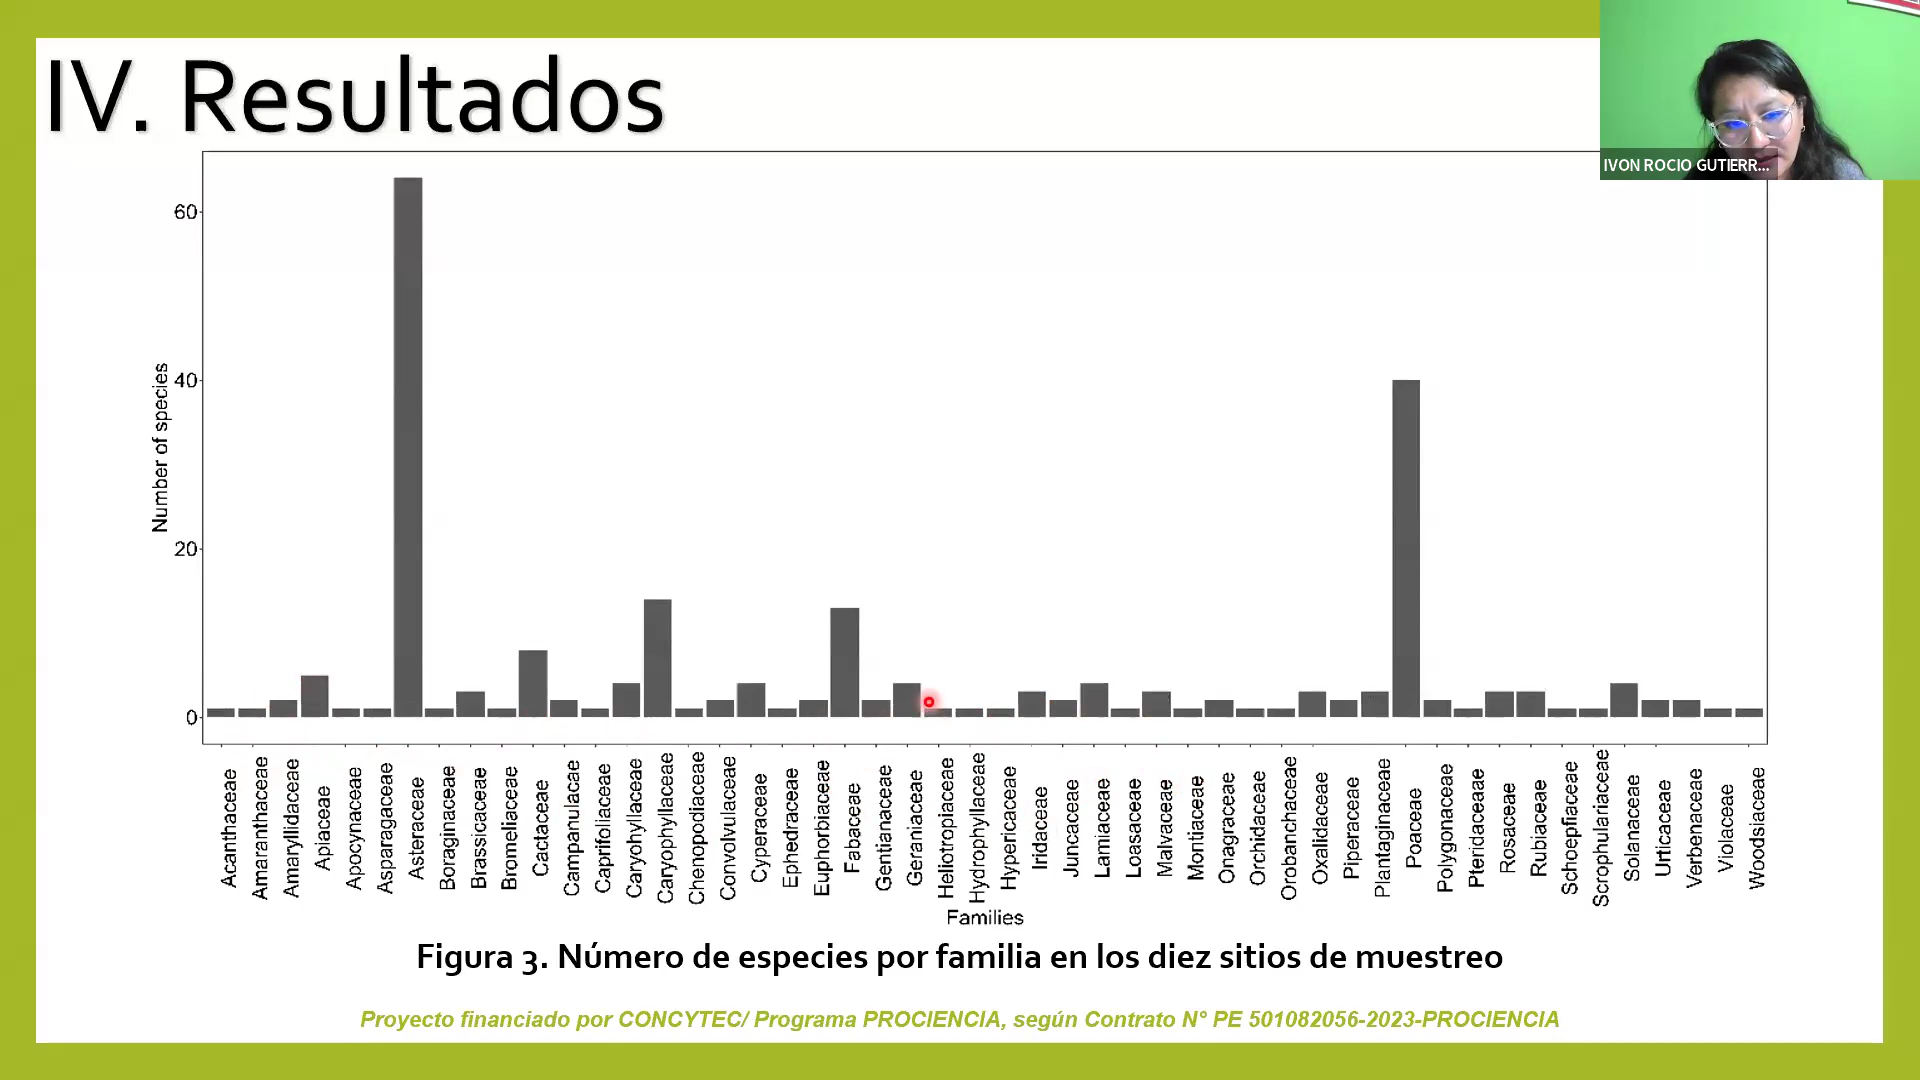 IV. Resultados
IVON ROCIO GUTIERR...
60
40
20
0
Number of species
Acanthaceae
Amaranthaceae
Amaryllidaceae
Apiaceae
Apocynaceae
Asparagaceae
Asteraceae
Boraginaceae
Brassicaceae
Bromeliaceae
Cactaceae
Campanulacae
Caprifoliaceae
Caryohyllaceae
Caryophyllaceae
Chenopodiaceae
Convolvulaceae
Cyperaceae
Ephedraceae
Euphorbiaceae
Fabaceae
Gentianaceae
Geraniaceae
Heliotropiaceae
Hydrophyllaceae
Hypericaceae
Iridaceae
Juncaceae
Lamiaceae
Loasaceae
Malvaceae
Montiaceae
Onagraceae
Orchidaceae
Orobanchaceae
Oxalidaceae
Piperaceae
Plantaginaceae
Poaceae
Polygonaceae
Pteridaceaae
Rosaceae
Rubiaceae
Schoepfiaceae
Scrophulariaceae
Solanaceae
Urticaceae
Verbenaceae
Violaceae
Woodsiaceae
Families
Figura 3. Número de especies por familia en los diez sitios de muestreo
Proyecto financiado por CONCYTEC/ Programa PROCIENCIA, según Contrato N° PE 501082056-2023-PROCIENCIA